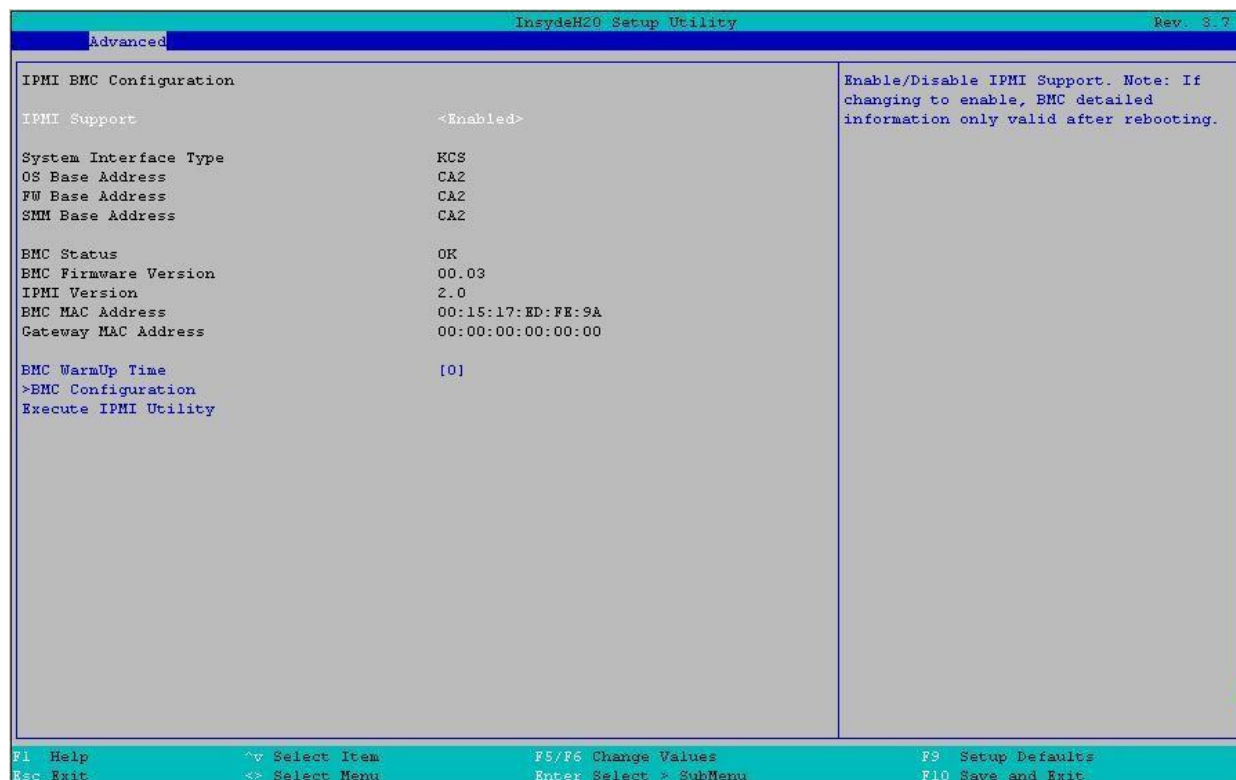 InsydeH20 Setup Utility Rev. 3.7
Advanced
IPMI BMC Configuration
IPMI Support <Enabled>
System Interface Type KCS
OS Base Address CA2
FW Base Address CA2
SMM Base Address CA2
BMC Status OK
BMC Firmware Version 00.03
IPMI Version 2.0
BMC MAC Address 00:15:17:ED:FE:9A
Gateway MAC Address 00:00:00:00:00:00
BMC WarmUp Time [0]
>BMC Configuration
Execute IPMI Utility
Enable/Disable IPMI Support. Note: If
changing to enable, BMC detailed
information only valid after rebooting.
F1 Help ^v Select Item F5/F6 Change Values F9 Setup Defaults
Esc Exit <> Select Menu Enter Select > SubMenu F10 Save and Exit